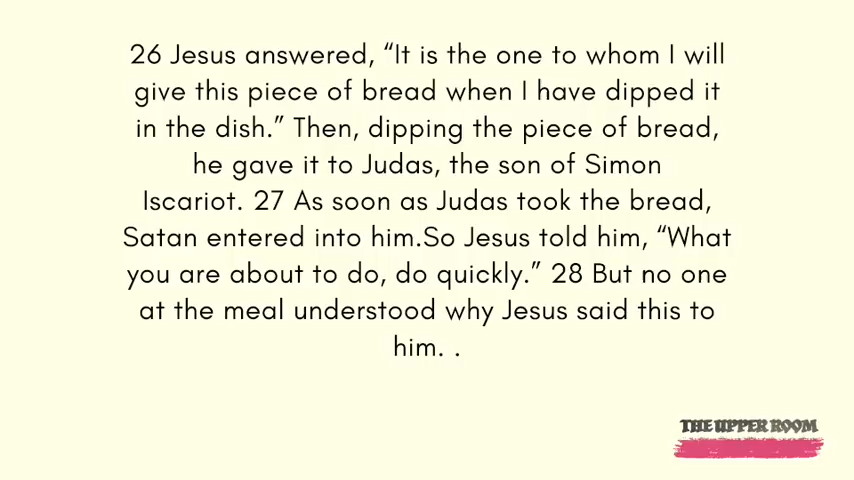 26 Jesus answered, “It is the one to whom I will
give this piece of bread when I have dipped it
in the dish.” Then, dipping the piece of bread,
he gave it to Judas, the son of Simon
Iscariot. 27 As soon as Judas took the bread,
Satan entered into him.So Jesus told him, “What
you are about to do, do quickly.” 28 But no one
at the meal understood why Jesus said this to
him. .
THE UPPER ROOM